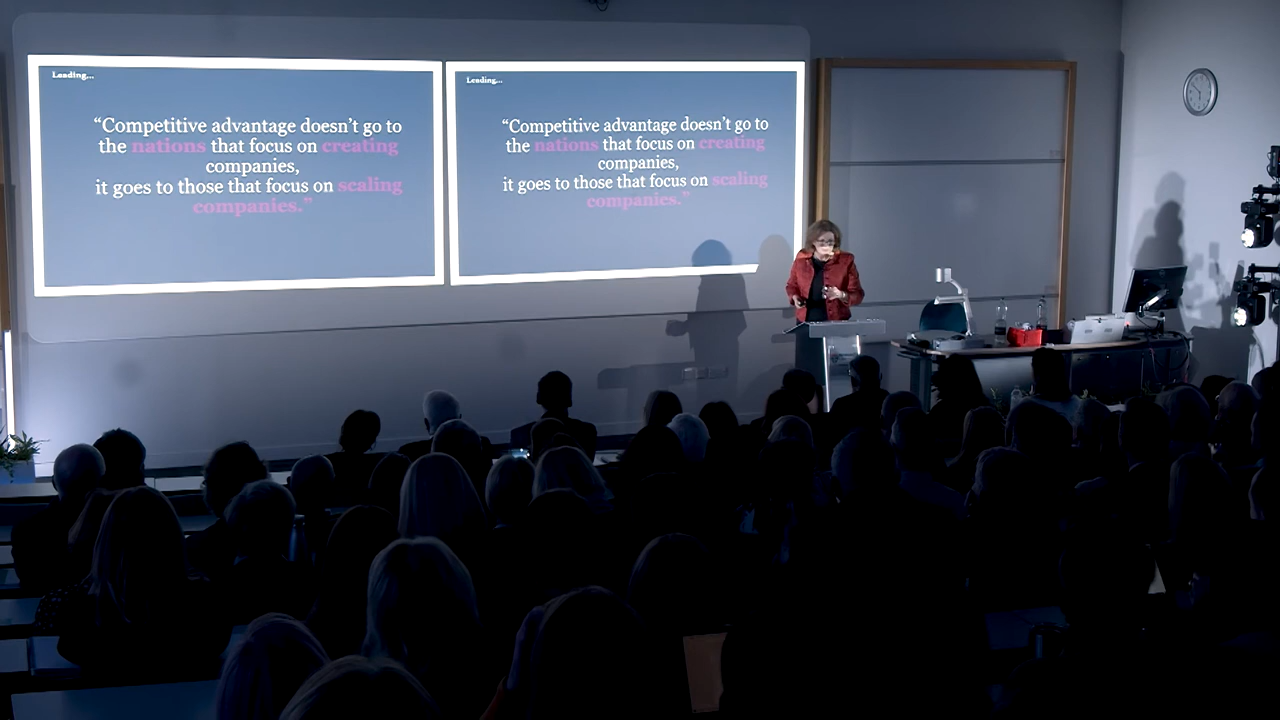 Leading...
“Competitive advantage doesn’t go to
the nations that focus on creating
companies,
it goes to those that focus on scaling
companies.”
Leading...
“Competitive advantage doesn’t go to
the nations that focus on creating
companies,
it goes to those that focus on scaling
companies.”